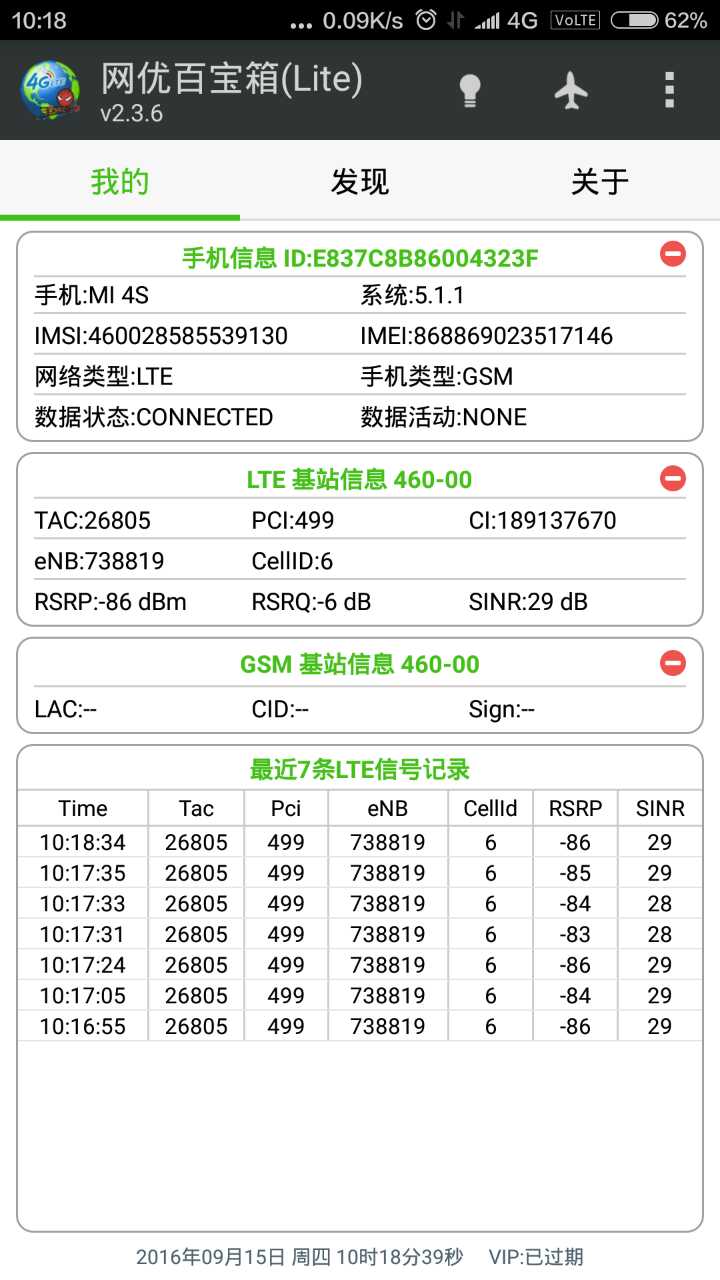 10:18 ... 0.09K/s 4G VoLTE 62%
4G LTE 网优百宝箱(Lite)
v2.3.6
我的 发现 关于
手机信息 ID:E837C8B86004323F
手机:MI 4S 系统:5.1.1
IMSI:460028585539130 IMEI:868869023517146
网络类型:LTE 手机类型:GSM
数据状态:CONNECTED 数据活动:NONE
LTE 基站信息 460-00
TAC:26805 PCI:499 CI:189137670
eNB:738819 CellID:6
RSRP:-86 dBm RSRQ:-6 dB SINR:29 dB
GSM 基站信息 460-00
LAC:-- CID:-- Sign:--
最近7条LTE信号记录
Time Tac Pci eNB CellId RSRP SINR
10:18:34 26805 499 738819 6 -86 29
10:17:35 26805 499 738819 6 -85 29
10:17:33 26805 499 738819 6 -84 28
10:17:31 26805 499 738819 6 -83 28
10:17:24 26805 499 738819 6 -86 29
10:17:05 26805 499 738819 6 -84 29
10:16:55 26805 499 738819 6 -86 29
2016年09月15日 周四 10时18分39秒 VIP:已过期